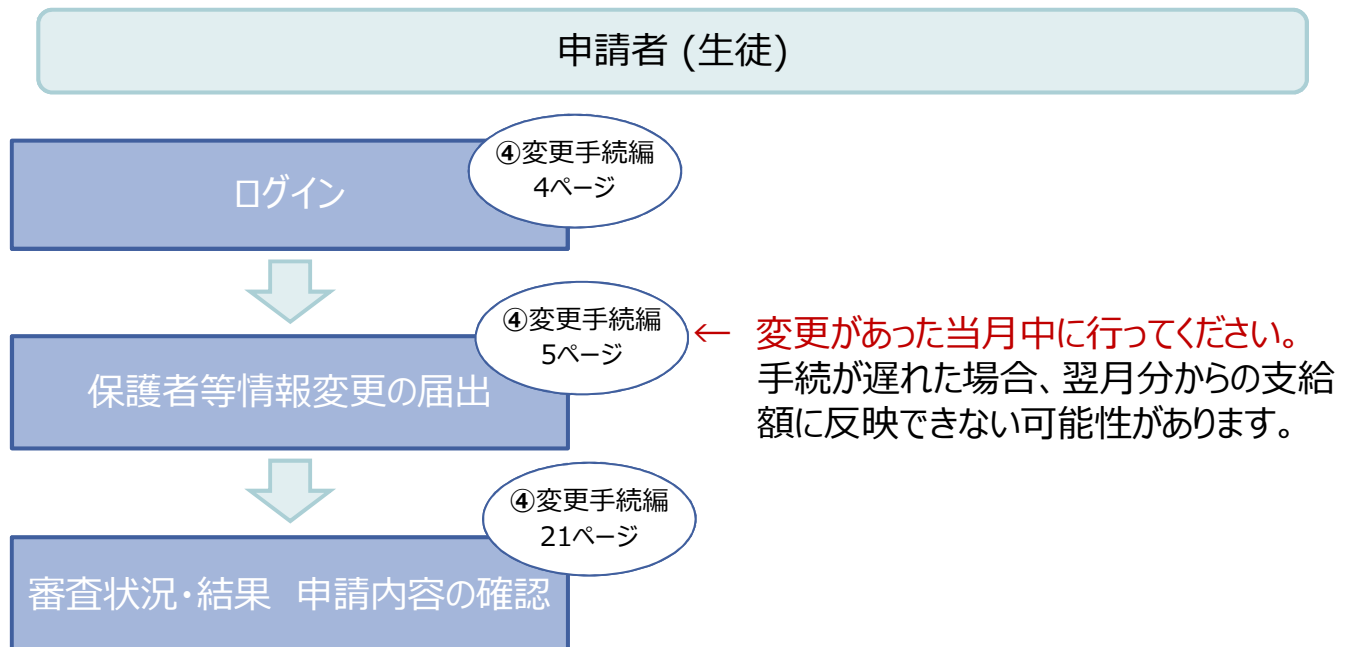 申請者 (生徒)
④変更手続編
4ページ
ログイン
④変更手続編
5ページ
← 変更があった当月中に行ってください。
手続が遅れた場合、翌月分からの支給
額に反映できない可能性があります。
保護者等情報変更の届出
④変更手続編
21ページ
審査状況・結果　申請内容の確認